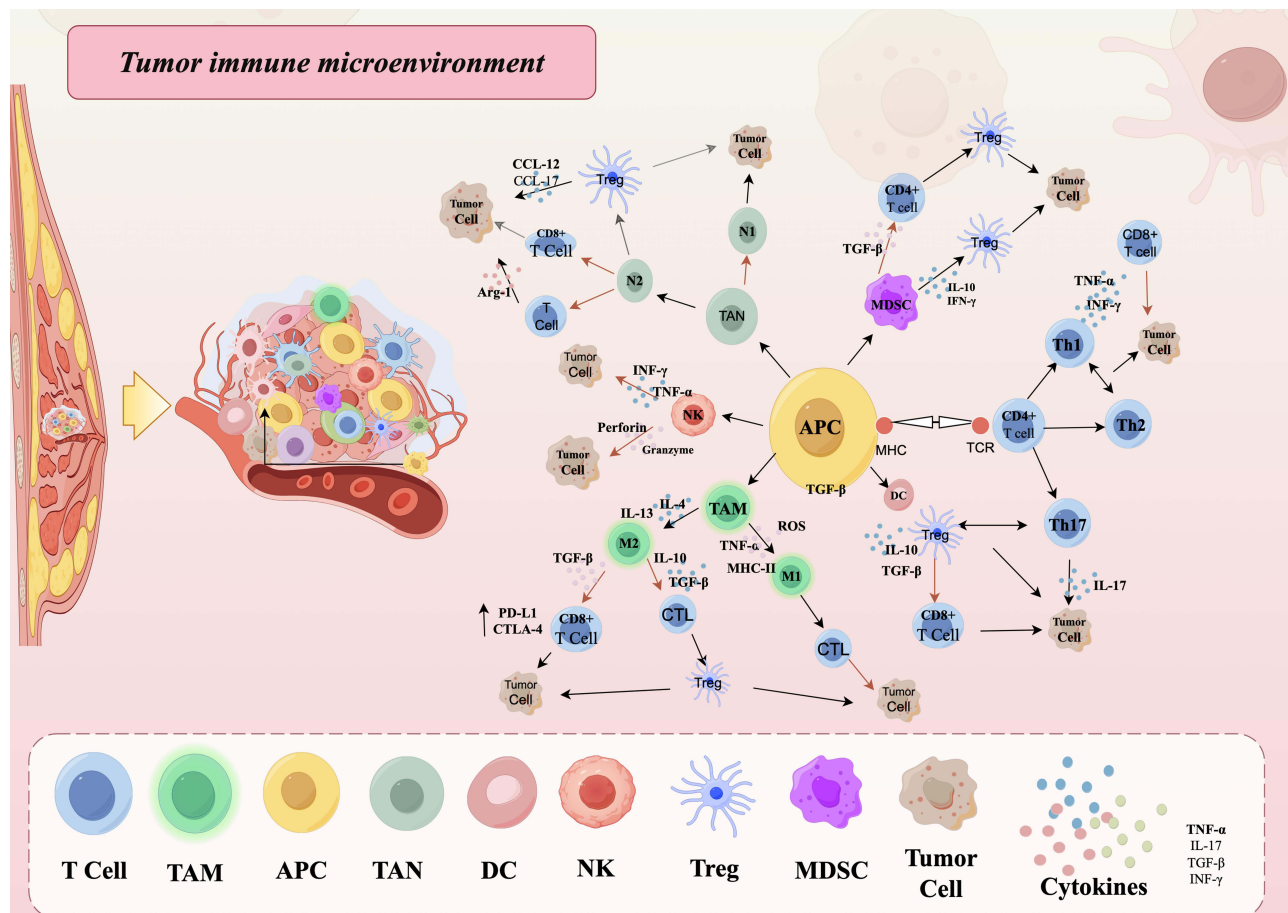 Tumor immune microenvironment
CCL-12
CCL-17
Treg
Tumor
Cell
Tumor
Cell
CD8+
T Cell
N2
N1
Arg-1
T
Cell
TAN
Treg
CD4+
T cell
TGF-β
Treg
Tumor
Cell
MDSC
IL-10
IFN-γ
CD8+
T cell
TNF-α
INF-γ
Th1
Tumor
Cell
Tumor
Cell
INF-γ
TNF-α
NK
Perforin
Granzyme
Tumor
Cell
APC
TGF-β
MHC
TCR
CD4+
T cell
Th2
DC
TAM
IL-4
IL-13
M2
ROS
TNF-α
MHC-II
M1
Treg
IL-10
TGF-β
Th17
IL-17
TGF-β
IL-10
TGF-β
PD-L1
CTLA-4
CD8+
T Cell
CTL
CTL
CD8+
T Cell
Tumor
Cell
Tumor
Cell
Treg
Tumor
Cell
T Cell
TAM
APC
TAN
DC
NK
Treg
MDSC
Tumor
Cell
Cytokines
TNF-α
IL-17
TGF-β
INF-γ